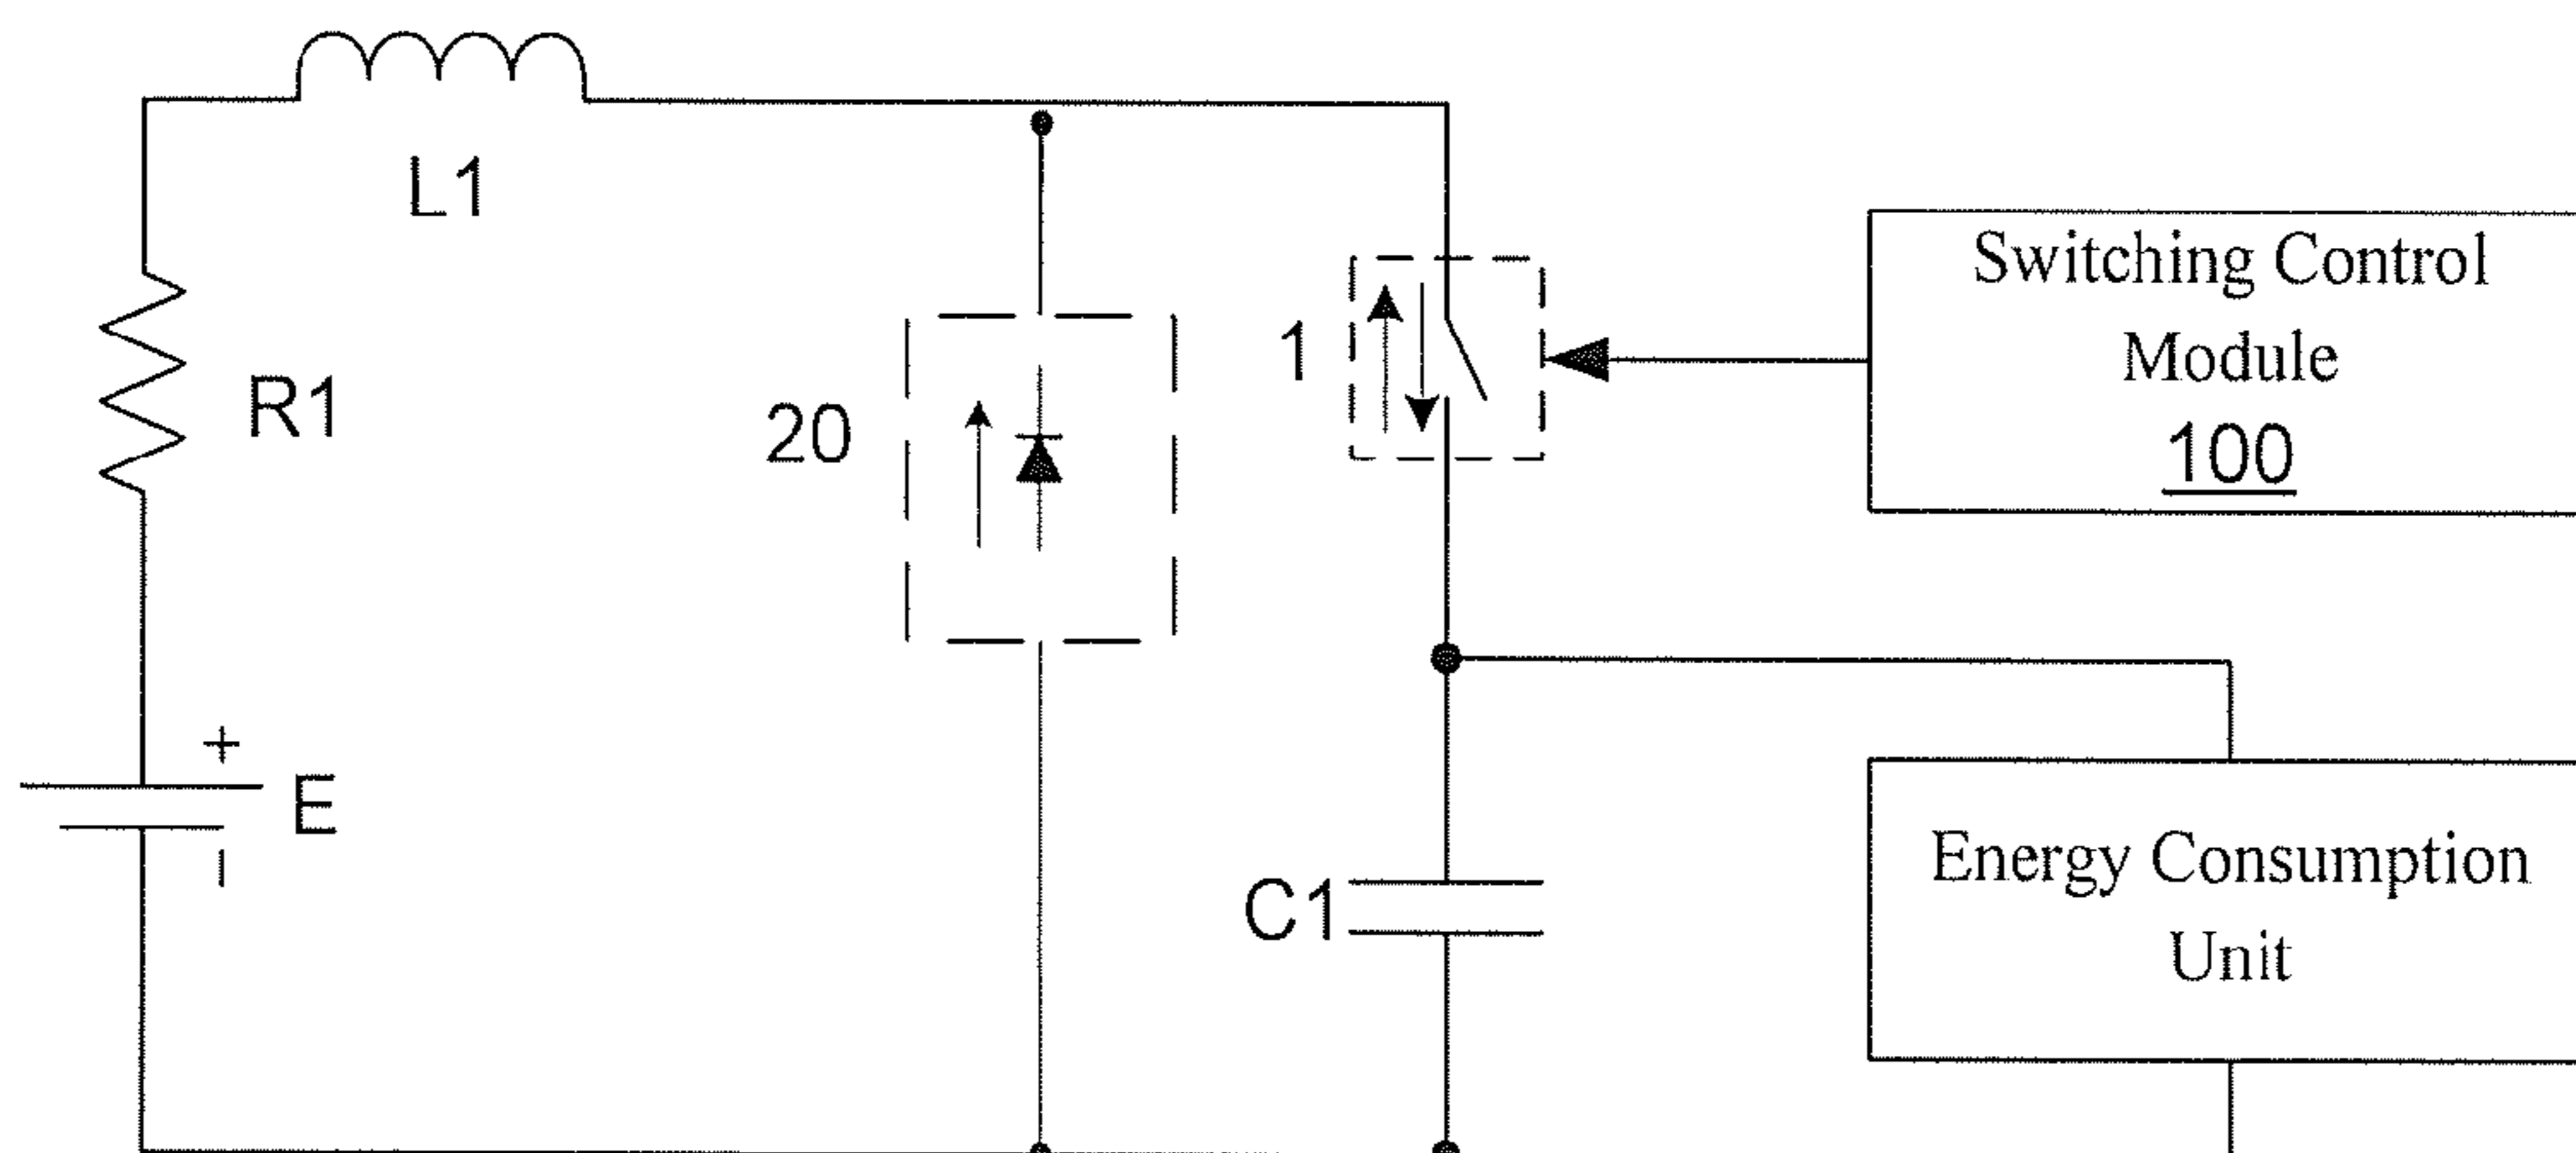 L1
Switching Control
Module
100
1
R1
20
+
E
-
Energy Consumption
Unit
C1